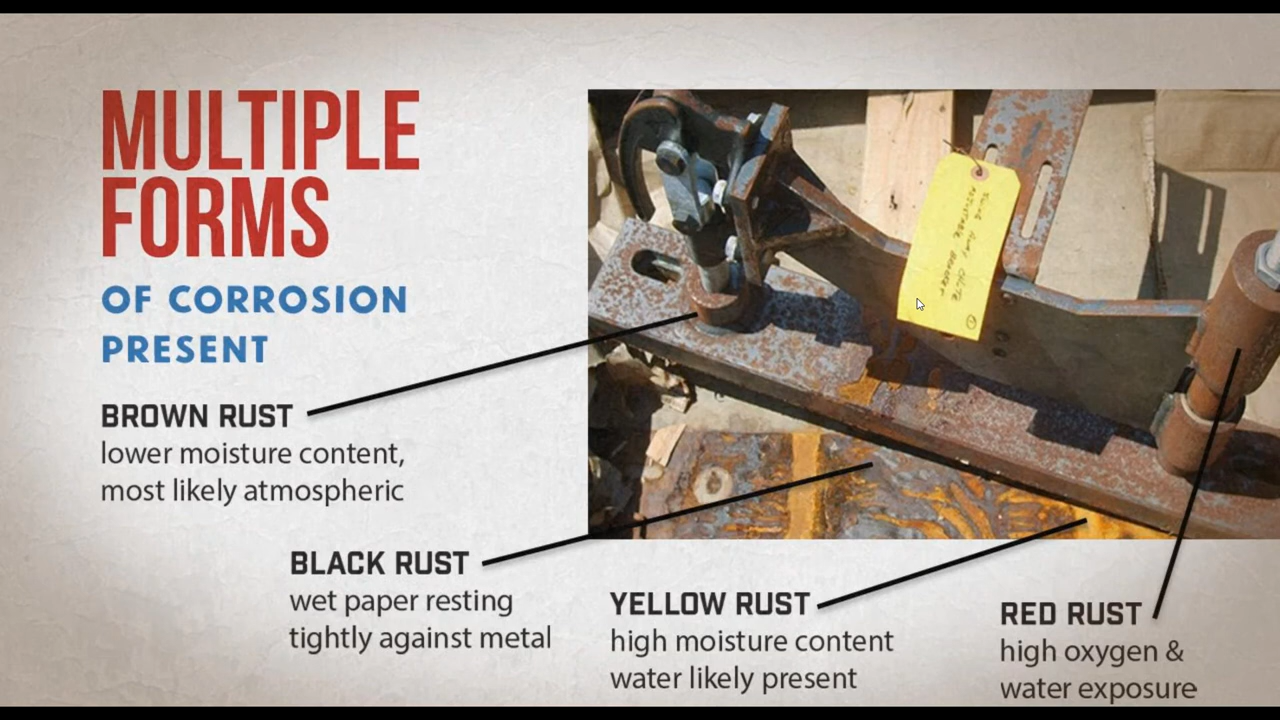 MULTIPLE
FORMS
OF CORROSION
PRESENT
BROWN RUST
lower moisture content,
most likely atmospheric
BLACK RUST
wet paper resting
tightly against metal
YELLOW RUST
high moisture content
water likely present
RED RUST
high oxygen &
water exposure